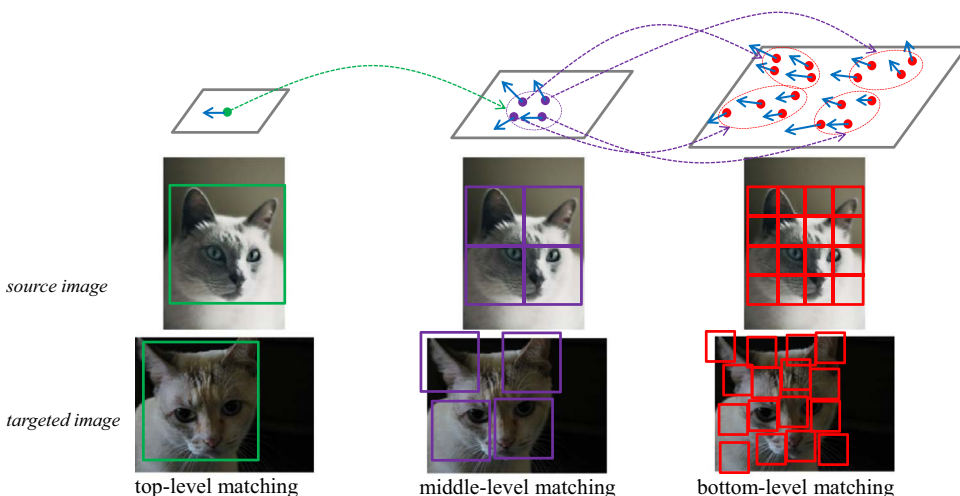 source image
targeted image
top-level matching
middle-level matching
bottom-level matching